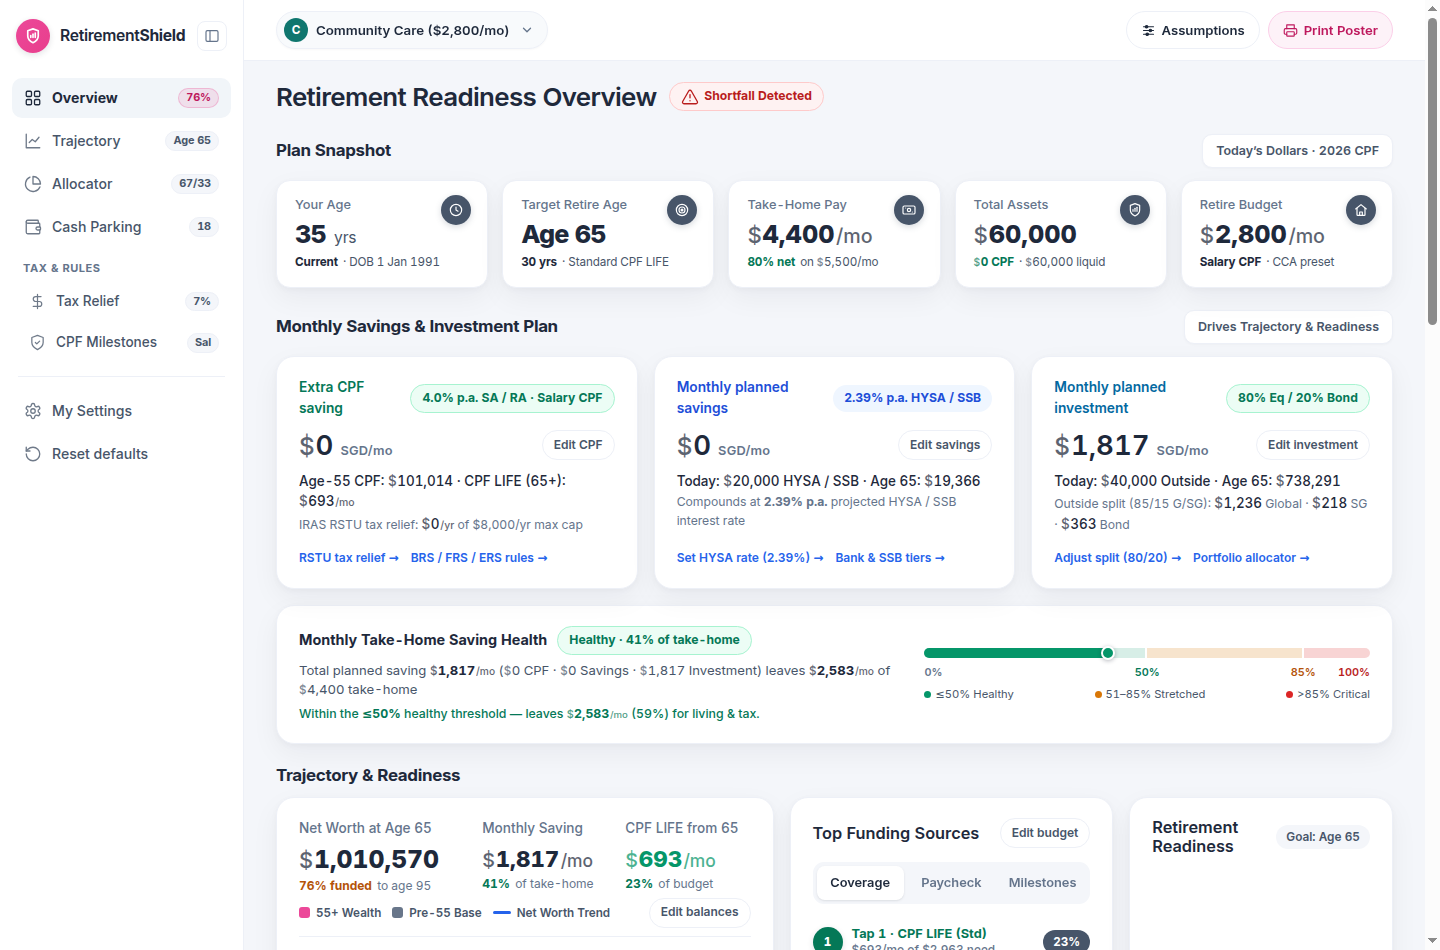 RetirementShield
Overview 76%
Trajectory Age 65
Allocator 67/33
Cash Parking 18
TAX & RULES
Tax Relief 7%
CPF Milestones Sal
My Settings
Reset defaults
C Community Care ($2,800/mo)
Assumptions
Print Poster
Retirement Readiness Overview Shortfall Detected
Plan Snapshot Today's Dollars · 2026 CPF
Your Age
35 yrs
Current · DOB 1 Jan 1991
Target Retire Age
Age 65
30 yrs · Standard CPF LIFE
Take-Home Pay
$4,400/mo
80% net on $5,500/mo
Total Assets
$60,000
$0 CPF · $60,000 liquid
Retire Budget
$2,800/mo
Salary CPF · CCA preset
Monthly Savings & Investment Plan Drives Trajectory & Readiness
Extra CPF
saving
4.0% p.a. SA / RA · Salary CPF
$0 SGD/mo Edit CPF
Age-55 CPF: $101,014 · CPF LIFE (65+):
$693/mo
IRAS RSTU tax relief: $0/yr of $8,000/yr max cap
RSTU tax relief → BRS / FRS / ERS rules →
Monthly planned
savings
2.39% p.a. HYSA / SSB
$0 SGD/mo Edit savings
Today: $20,000 HYSA / SSB · Age 65: $19,366
Compounds at 2.39% p.a. projected HYSA / SSB
interest rate
Set HYSA rate (2.39%) → Bank & SSB tiers →
Monthly planned
investment
80% Eq / 20% Bond
$1,817 SGD/mo Edit investment
Today: $40,000 Outside · Age 65: $738,291
Outside split (85/15 G/SG): $1,236 Global · $218 SG
· $363 Bond
Adjust split (80/20) → Portfolio allocator →
Monthly Take-Home Saving Health Healthy · 41% of take-home
Total planned saving $1,817/mo ($0 CPF · $0 Savings · $1,817 Investment) leaves $2,583/mo of
$4,400 take-home
Within the ≤50% healthy threshold — leaves $2,583/mo (59%) for living & tax.
0% 50% 85% 100%
≤50% Healthy 51–85% Stretched >85% Critical
Trajectory & Readiness
Net Worth at Age 65
$1,010,570
76% funded to age 95
Monthly Saving
$1,817/mo
41% of take-home
CPF LIFE from 65
$693/mo
23% of budget
55+ Wealth Pre-55 Base Net Worth Trend Edit balances
Top Funding Sources Edit budget
Coverage Paycheck Milestones
1 Tap 1 · CPF LIFE (Std) 23%
$693/mo of $2,963 need
Retirement
Readiness
Goal: Age 65